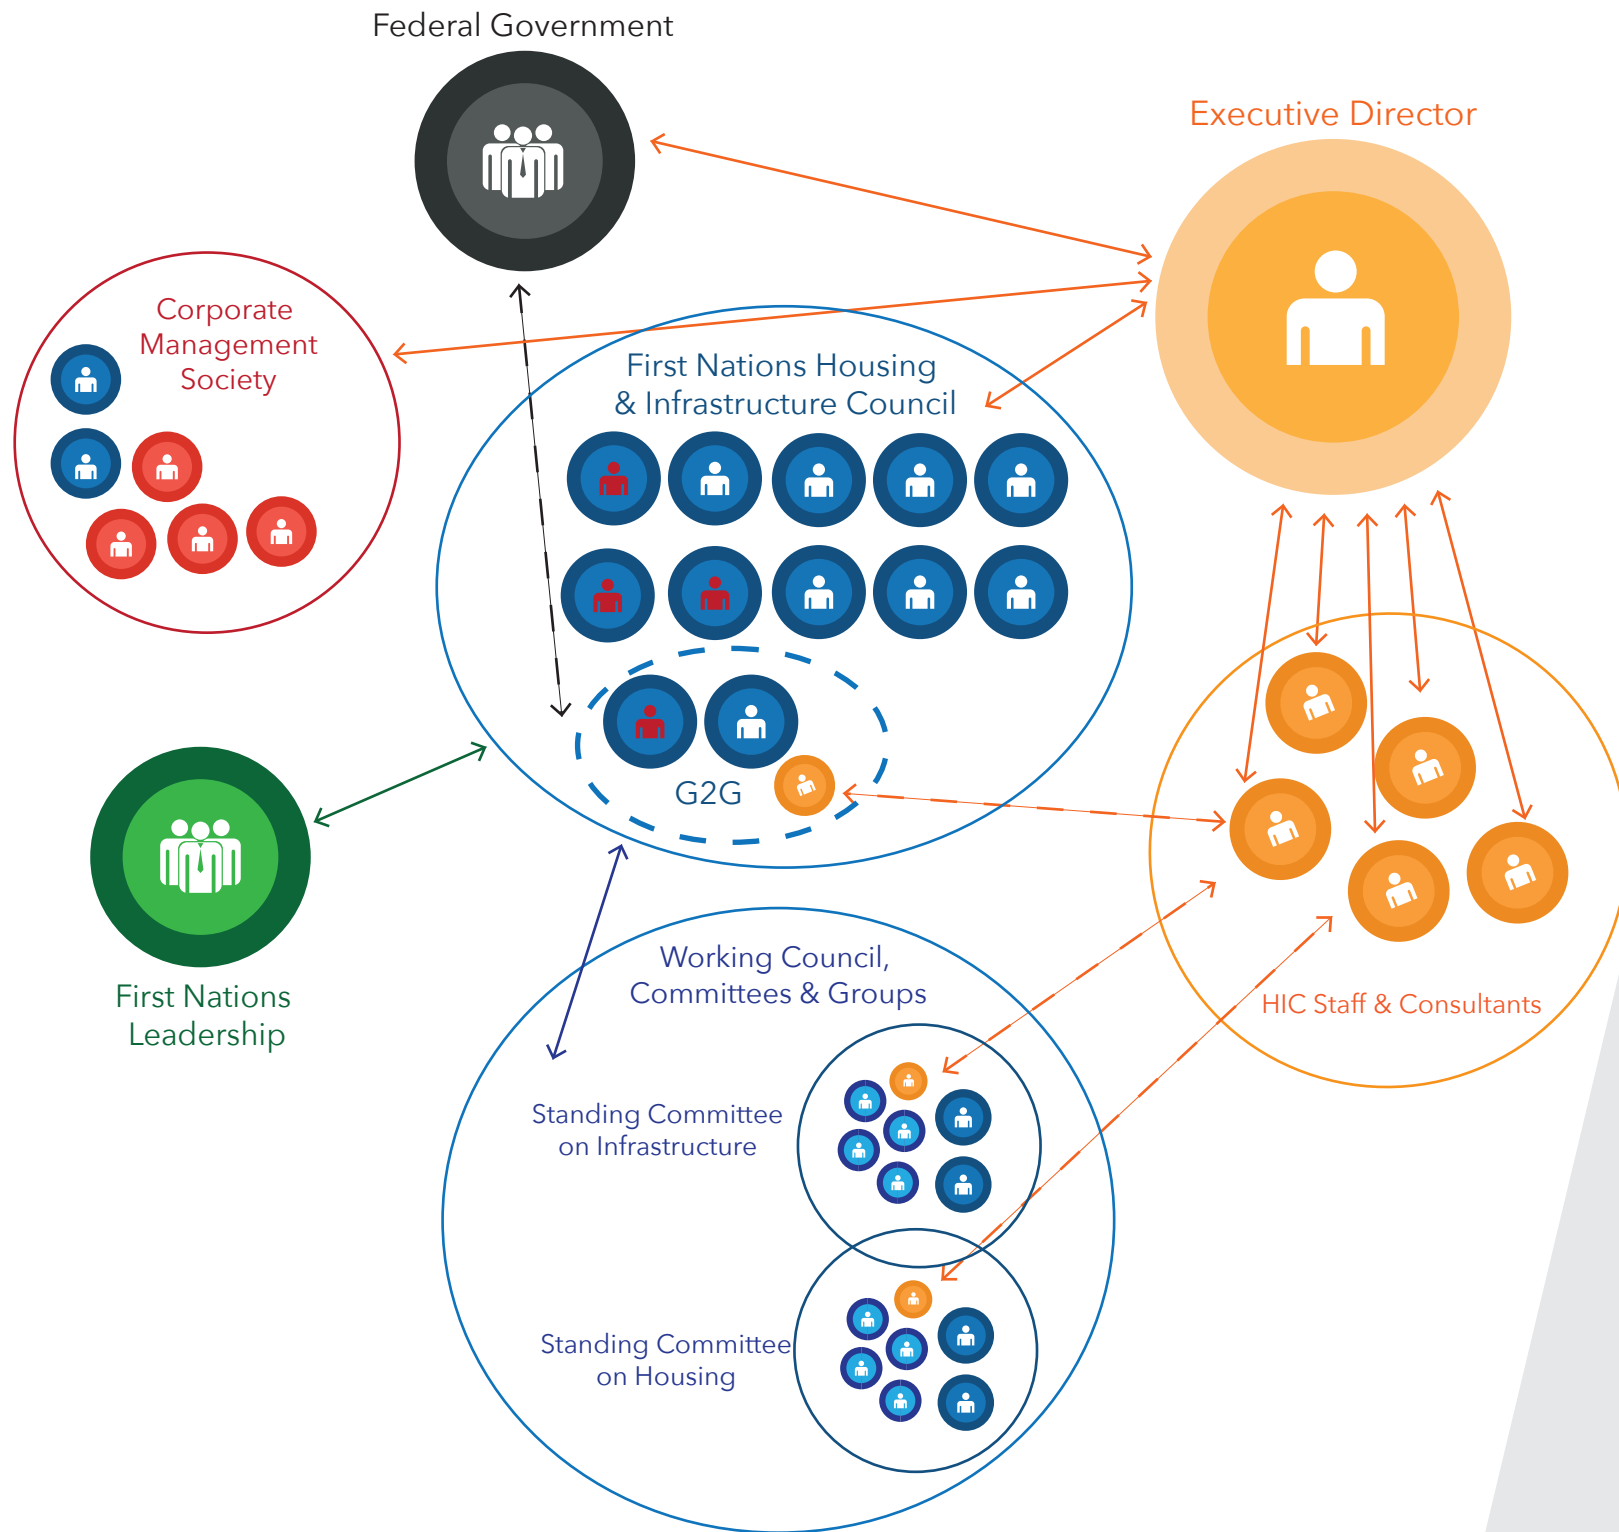 Federal Government
Executive Director
Corporate
Management
Society
First Nations Housing
& Infrastructure Council
G2G
First Nations
Leadership
Working Council,
Committees & Groups
HIC Staff & Consultants
Standing Committee
on Infrastructure
Standing Committee
on Housing